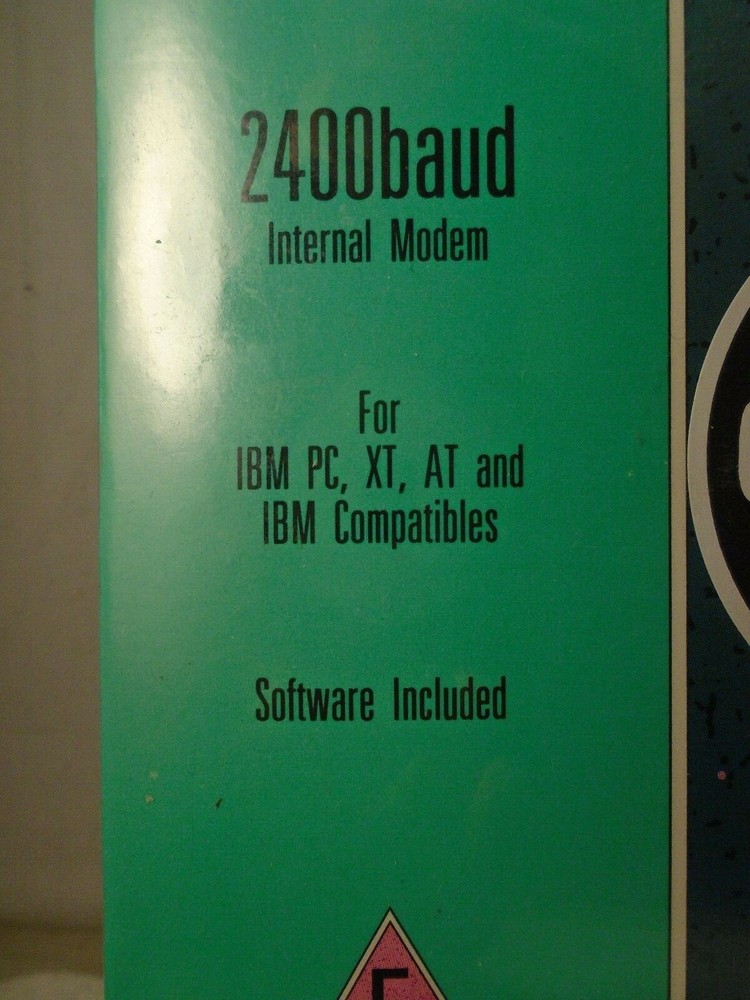 2400baud
Internal Modem
For
IBM PC, XT, AT and
IBM Compatibles
Software Included